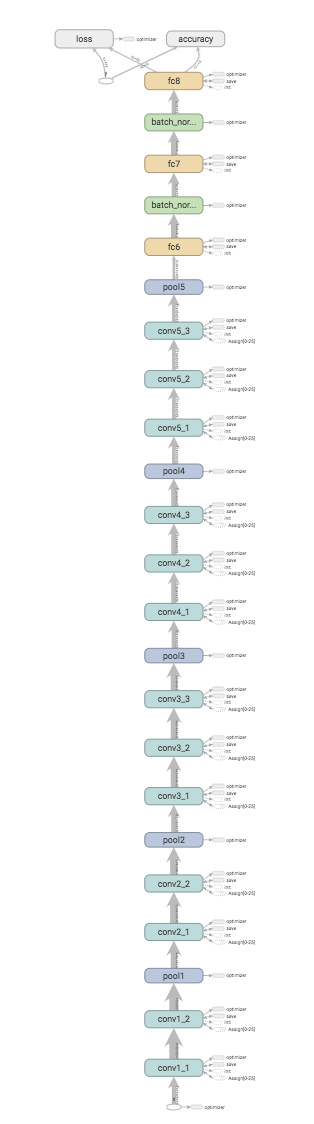 loss
optimizer
accuracy
fc8
optimizer
save
init
batch_nor...
optimizer
fc7
optimizer
save
init
batch_nor...
optimizer
fc6
optimizer
save
init
pool5
optimizer
conv5_3
optimizer
save
init
Assign[0-25]
conv5_2
optimizer
save
init
Assign[0-25]
conv5_1
optimizer
save
init
Assign[0-25]
pool4
optimizer
conv4_3
optimizer
save
init
Assign[0-25]
conv4_2
optimizer
save
init
Assign[0-25]
conv4_1
optimizer
save
init
Assign[0-25]
pool3
optimizer
conv3_3
optimizer
save
init
Assign[0-25]
conv3_2
optimizer
save
init
Assign[0-25]
conv3_1
optimizer
save
init
Assign[0-25]
pool2
optimizer
conv2_2
optimizer
save
init
Assign[0-25]
conv2_1
optimizer
save
init
Assign[0-25]
pool1
optimizer
conv1_2
optimizer
save
init
Assign[0-25]
conv1_1
optimizer
save
init
Assign[0-25]
optimizer